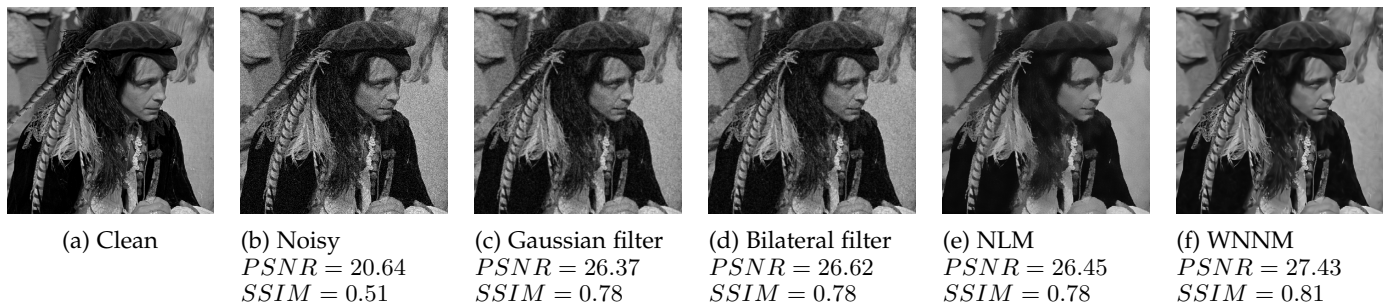 (a) Clean
(b) Noisy
PSNR = 20.64
SSIM = 0.51
(c) Gaussian filter
PSNR = 26.37
SSIM = 0.78
(d) Bilateral filter
PSNR = 26.62
SSIM = 0.78
(e) NLM
PSNR = 26.45
SSIM = 0.78
(f) WNNM
PSNR = 27.43
SSIM = 0.81